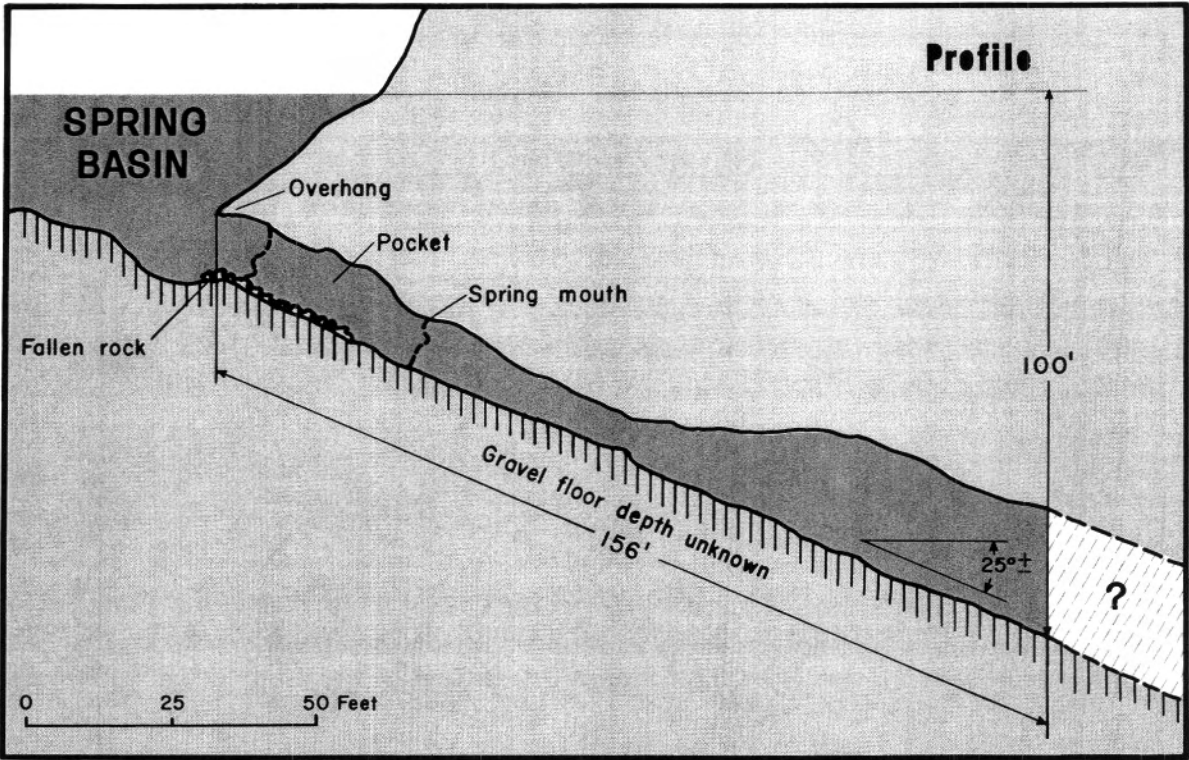 Profile
SPRING
BASIN
Overhang
Pocket
Spring mouth
Fallen rock
100'
Gravel floor depth unknown
156'
25°±
?
0 25 50 Feet